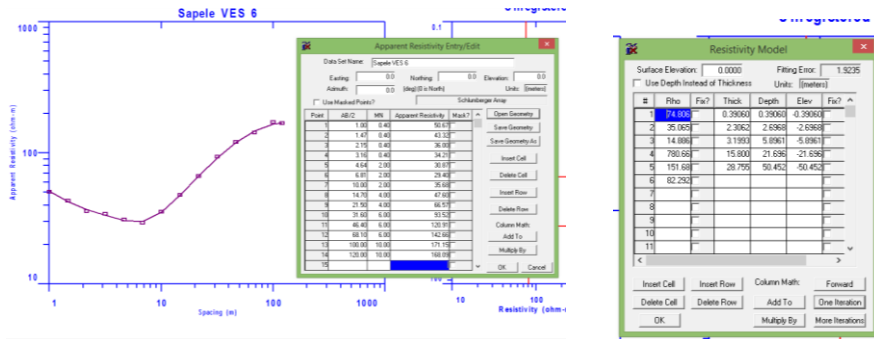 Sapele VES 6
1000
100
10
Apparent Resistivity (ohm-m)
1 10 100 1000
Spacing (m)
0.1
10 100
Resistivity (ohm-
Apparent Resistivity Entry/Edit
Data Set Name: Sapele VES 6
Easting: 0.0 Northing: 0.0 Elevation: 0.0
Azimuth: 0.0 (deg) (0 is North) Units: (meters)
Use Masked Points? Schlumberger Array
Point AB/2 MN Apparent Resistivity Mask?
1 1.00 0.40 50.67
2 1.47 0.40 43.32
3 2.15 0.40 36.00
4 3.16 0.40 34.21
5 4.64 2.00 30.87
6 6.81 2.00 29.40
7 10.00 2.00 35.68
8 14.70 4.00 47.60
9 21.50 4.00 66.57
10 31.60 6.00 93.52
11 46.40 6.00 120.91
12 68.10 6.00 142.66
13 100.00 10.00 171.15
14 120.00 10.00 168.89
15
Open Geometry
Save Geometry
Save Geometry As
Insert Cell
Delete Cell
Insert Row
Delete Row
Column Math:
Add To
Multiply By
OK Cancel
Resistivity Model
Surface Elevation: 0.0000 Fitting Error: 1.9235
Use Depth Instead of Thickness Units: (meters)
# Rho Fix? Thick Depth Elev Fix?
1 74.806 0.39060 0.39060 -0.39060
2 35.065 2.3062 2.6968 -2.6968
3 14.886 3.1993 5.8961 -5.8961
4 780.66 15.800 21.696 -21.696
5 151.68 28.755 50.452 -50.452
6 82.292
7
8
9
10
11
Insert Cell Insert Row Column Math: Forward
Delete Cell Delete Row Add To One Iteration
OK Multiply By More Iterations